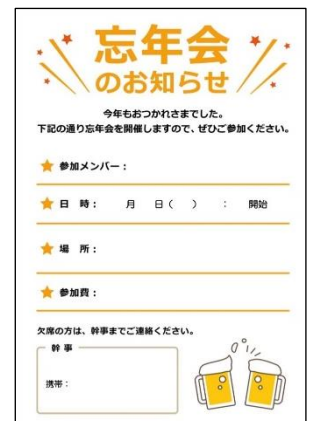 忘年会
のお知らせ
今年もおつかれさまでした。
下記の通り忘年会を開催しますので、ぜひご参加ください。
参加メンバー：
日　時：　　月　日（　）　：　開始
場　所：
参加費：
欠席の方は、幹事までご連絡ください。
幹 事
携帯：